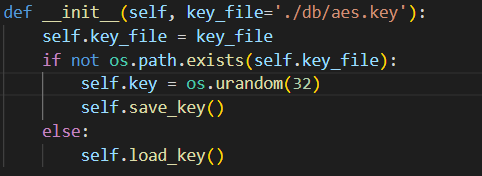 def __init__(self, key_file='./db/aes.key'):
    self.key_file = key_file
    if not os.path.exists(self.key_file):
        self.key = os.urandom(32)
        self.save_key()
    else:
        self.load_key()